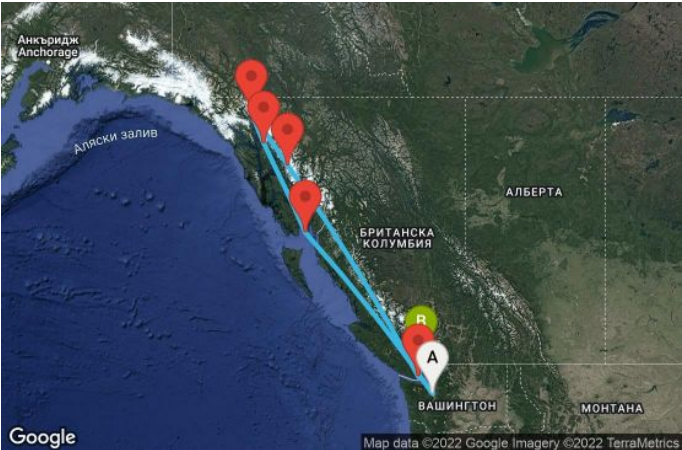 Анкъридж
Anchorage
Аляски залив
АЛБЕРТА
БРИТАНСКА
КОЛУМБИЯ
B
A
ВАШИНГТОН
МОНТАНА
Google
Map data ©2022 Google Imagery ©2022 TerraMetrics